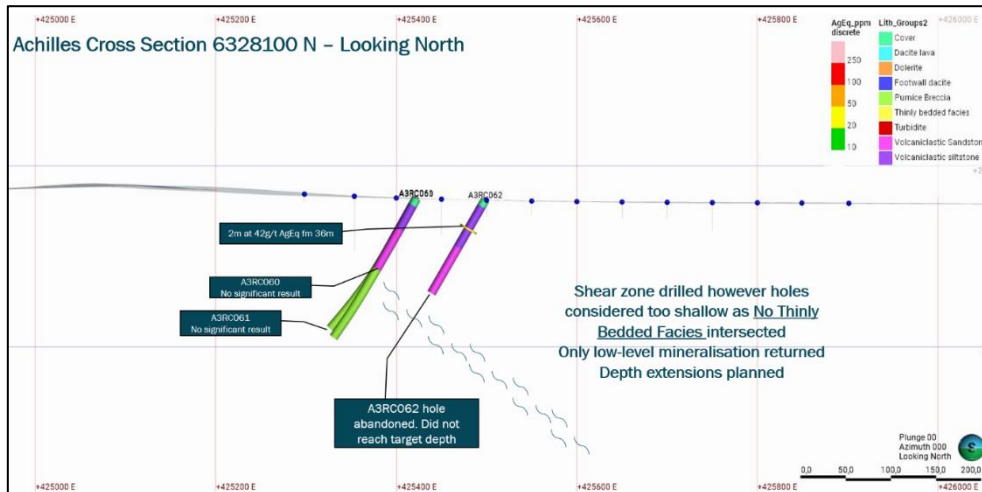 +425000 E
+425200 E
+425400 E
+425600 E
+425800 E
+426000 E
Achilles Cross Section 6328100 N – Looking North
AgEq_ppm
discrete
250
100
50
20
10
Lith_Groups2
Cover
Dacite lava
Dolerite
Footwall dacite
Pumice Breccia
Thinly bedded facies
Turbidite
Volcaniclastic Sandston
Volcaniclastic siltstone
+2
A3RC060
A3RC062
2m at 42g/t AgEq fm 36m
A3RC060
No significant result
A3RC061
No significant result
A3RC062 hole
abandoned. Did not
reach target depth
Shear zone drilled however holes
considered too shallow as No Thinly
Bedded Facies intersected
Only low-level mineralisation returned
Depth extensions planned
Plunge 00
Azimuth 000
Looking North
0,0
50,0
100,0
150,0
200,0
+425000 E
+425200 E
+425400 E
+425600 E
+425800 E
+426000 E